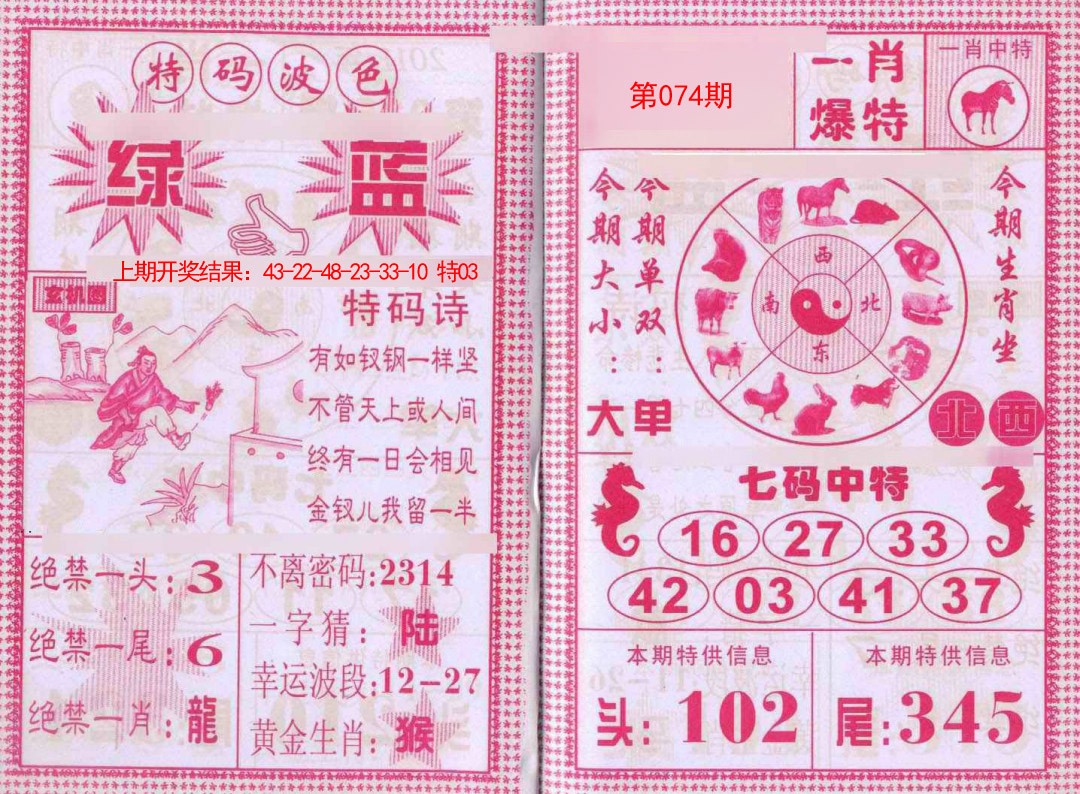 特码波色
绿 蓝
上期开奖结果：43-22-48-23-33-10 特03
玄机图
特码诗
有如钗钢一样坚
不管天上或人间
终有一日会相见
金钗儿我留一半
绝禁一头：3
绝禁一尾：6
绝禁一肖：龍
不离密码：2314
一字猜：陆
幸运波段：12-27
黄金生肖：猴
第074期
一肖
爆特
一肖中特
今期大小：
大
今期单双：
单
西
南 北
东
今期生肖坐
北 西
七码中特
16 27 33
42 03 41 37
本期特供信息
头：102
本期特供信息
尾：345